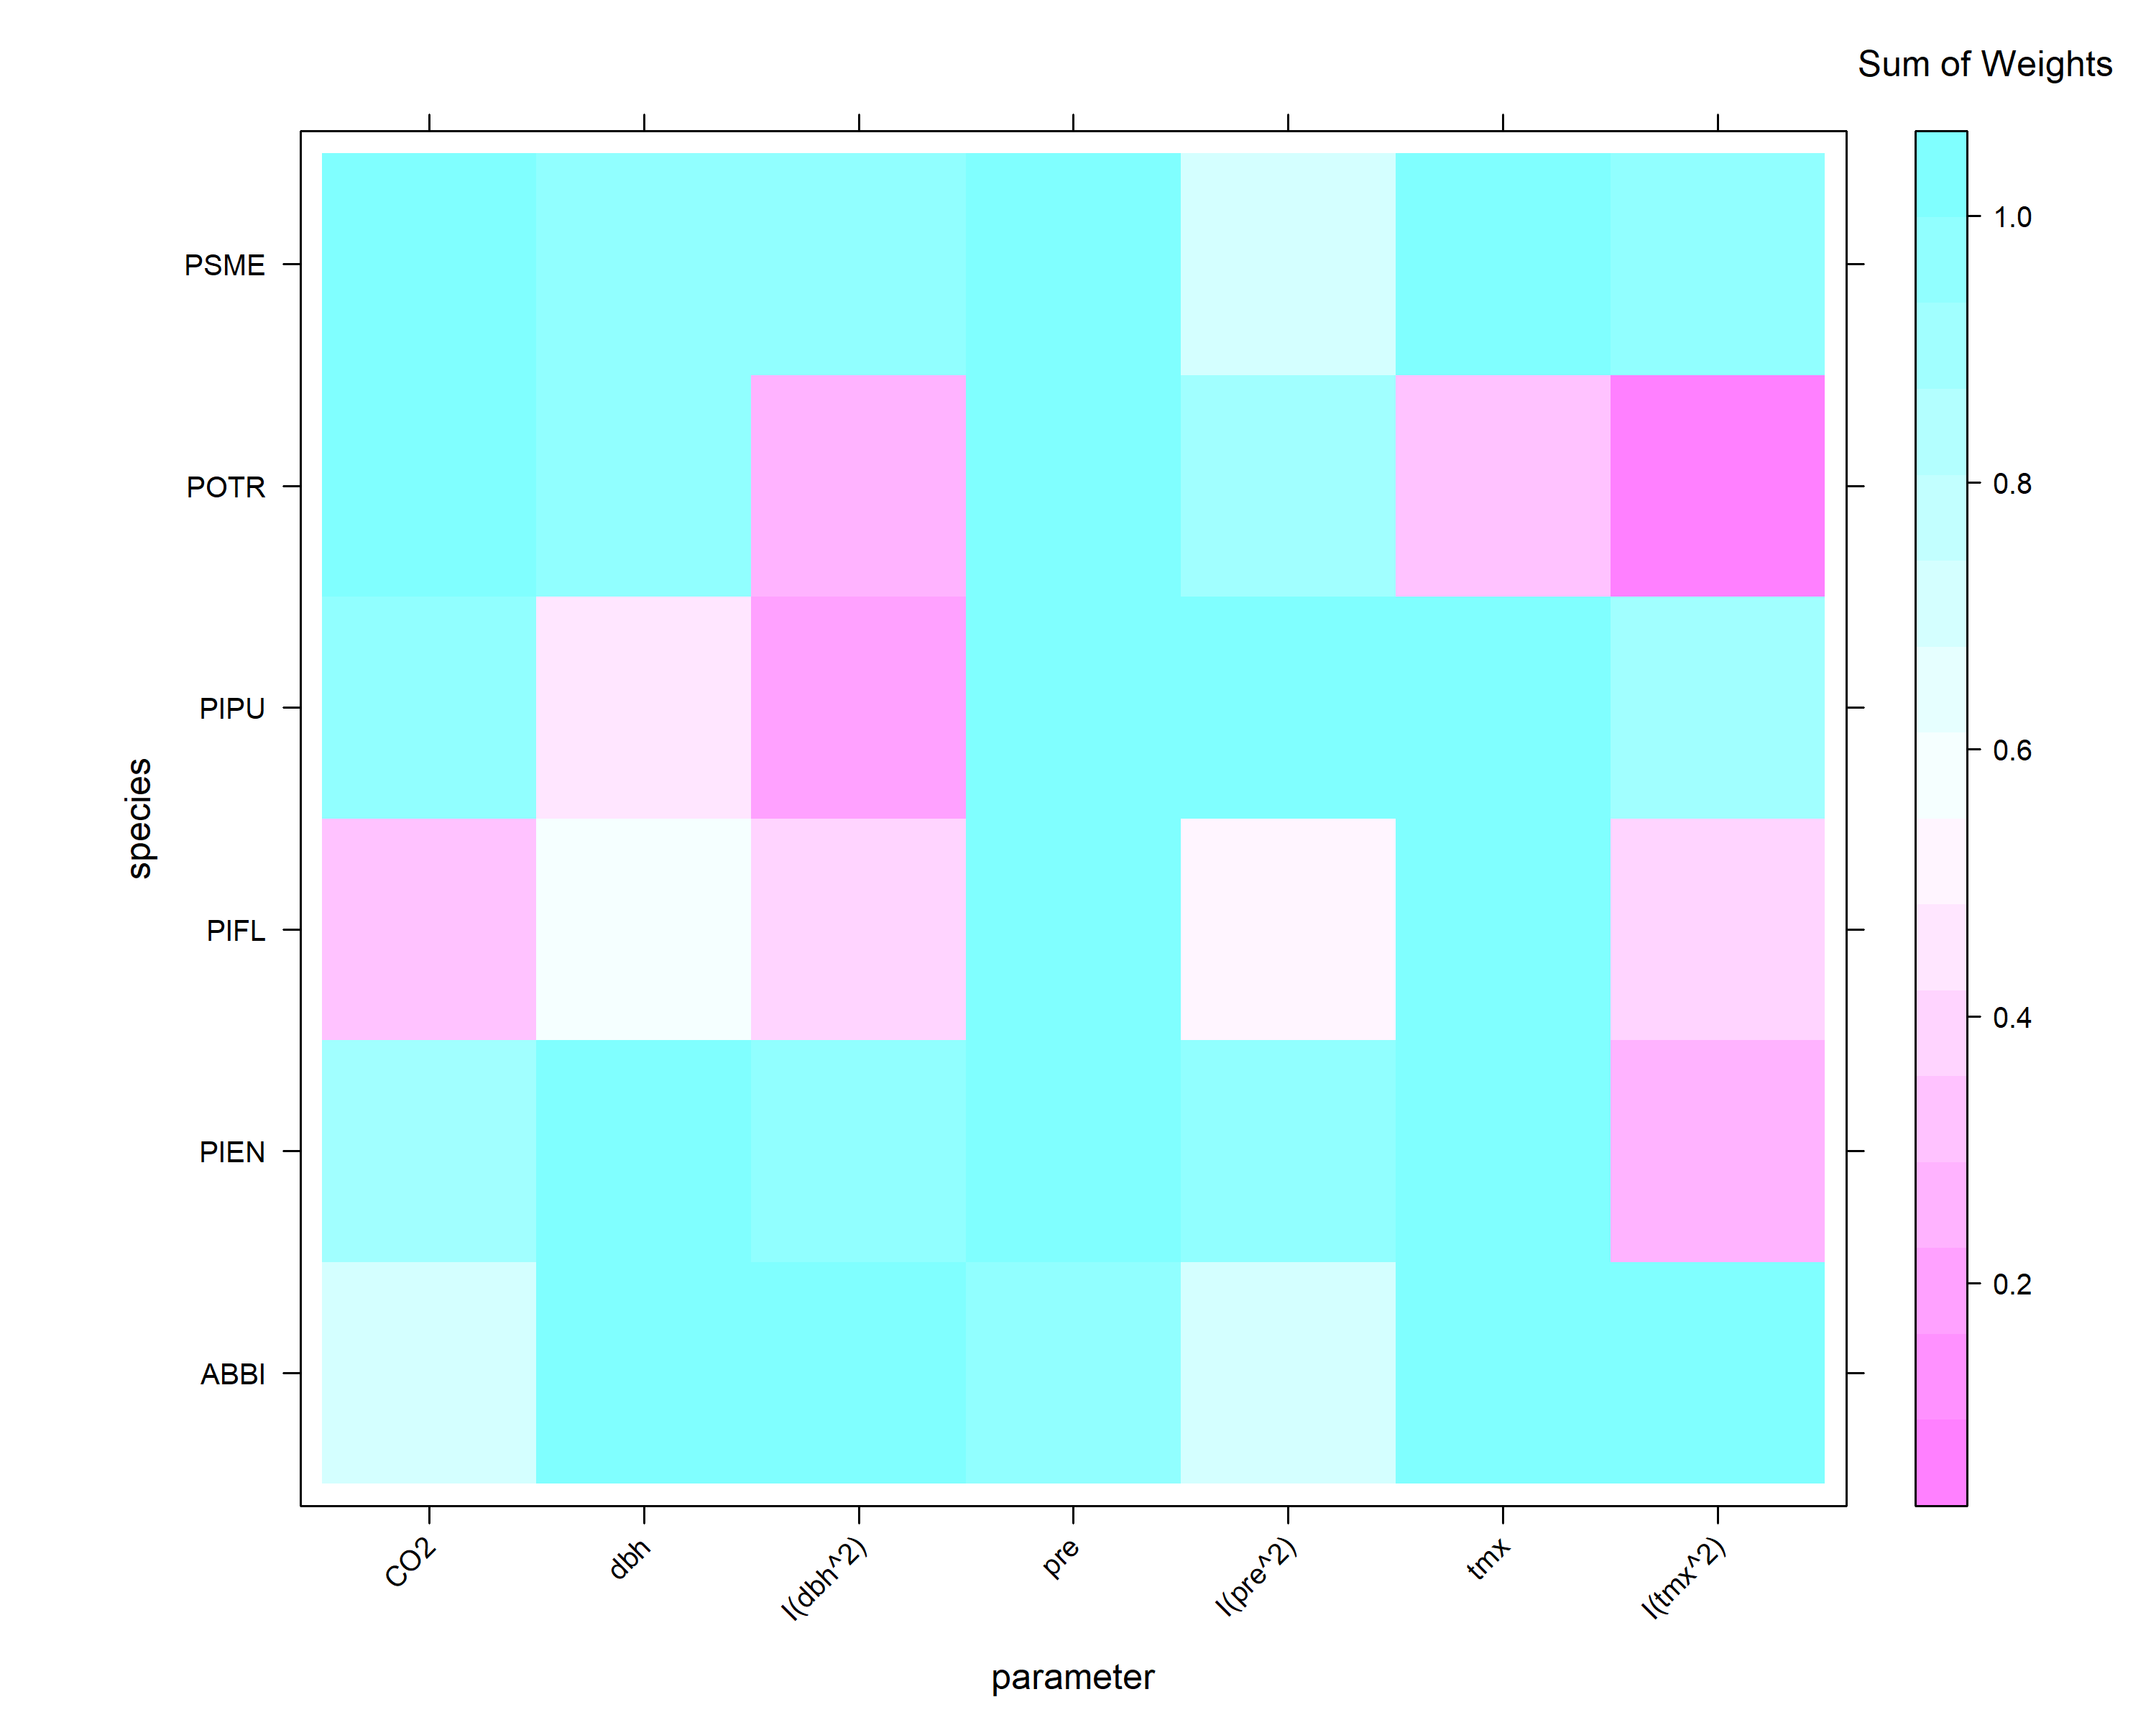 Sum of Weights
1.0
0.8
0.6
0.4
0.2
PSME
POTR
PIPU
PIFL
PIEN
ABBI
species
CO2
dbh
I(dbh^2)
pre
I(pre^2)
tmx
I(tmx^2)
parameter